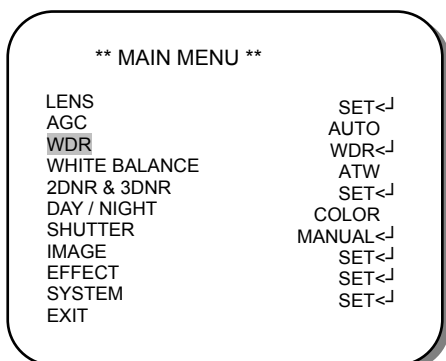 ** MAIN MENU **
LENS SET<┘
AGC AUTO
WDR WDR<┘
WHITE BALANCE ATW
2DNR & 3DNR SET<┘
DAY / NIGHT COLOR
SHUTTER MANUAL<┘
IMAGE SET<┘
EFFECT SET<┘
SYSTEM SET<┘
EXIT